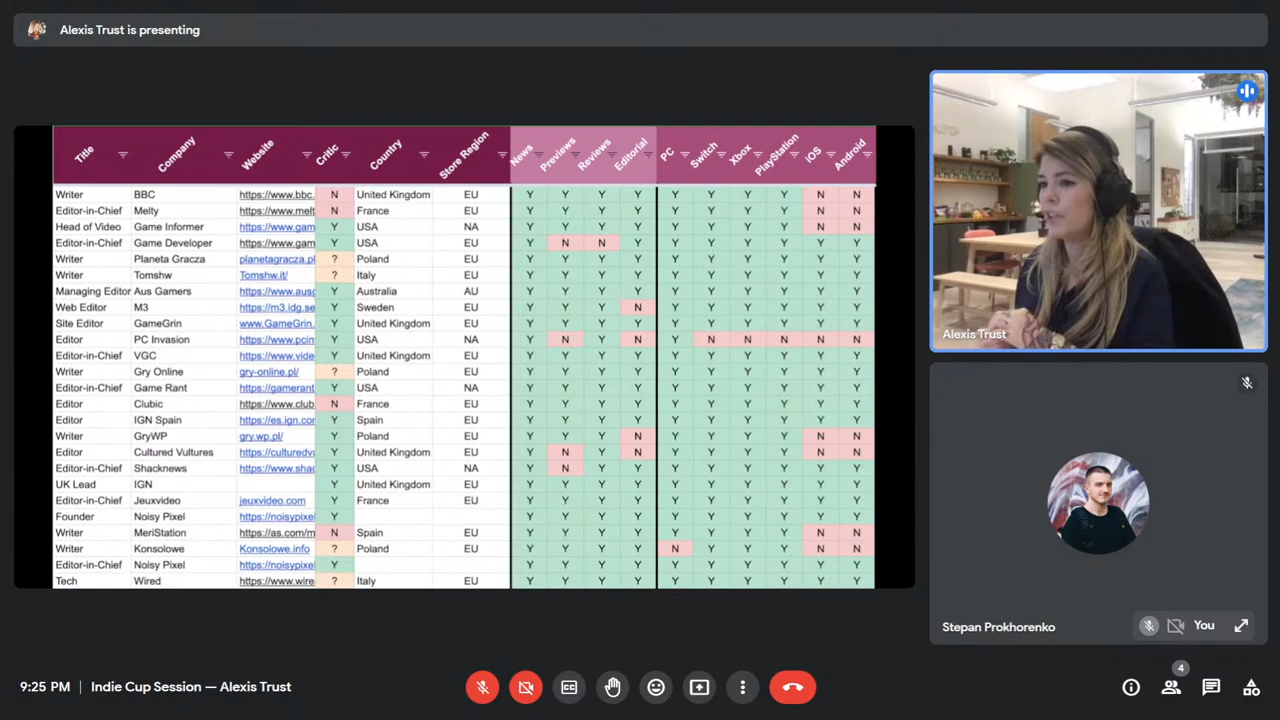 Alexis Trust is presenting
Title Company Website Critic Country Store Region News Previews Reviews Editorial PC Switch Xbox PlayStation IOS Android
Writer BBC https://www.bbc. N United Kingdom EU Y Y Y Y Y Y Y Y N N
Editor-in-Chief Melty https://www.melt N France EU Y Y Y Y Y Y Y Y N N
Head of Video Game Informer https://www.gam Y USA NA Y Y Y Y Y Y Y Y N N
Editor-in-Chief Game Developer https://www.gam Y USA EU Y N N Y Y Y Y Y Y Y
Writer Planeta Gracza planetagracza.pl ? Poland EU Y Y Y Y Y Y Y Y Y Y
Writer Tomshw Tomshw.it/ ? Italy EU Y Y Y Y Y Y Y Y Y Y
Managing Editor Aus Gamers https://www.ausg Y Australia AU Y Y Y Y Y Y Y Y Y Y
Web Editor M3 https://m3.idg.se Y Sweden EU Y Y Y N Y Y Y Y Y Y
Site Editor GameGrin www.GameGrin. Y United Kingdom EU Y Y Y Y Y Y Y Y Y Y
Editor PC Invasion https://www.pcin Y USA NA Y N Y N Y N N N N N
Editor-in-Chief VGC https://www.vide Y United Kingdom EU Y Y Y Y Y Y Y Y Y Y
Writer Gry Online gry-online.pl/ ? Poland EU Y Y Y Y Y Y Y Y Y Y
Editor-in-Chief Game Rant https://gamerant Y USA NA Y Y Y Y Y Y Y Y Y Y
Editor Clubic https://www.club N France EU Y Y Y Y Y Y Y Y Y Y
Editor IGN Spain https://es.ign.con Y Spain EU Y Y Y Y Y Y Y Y Y Y
Writer GryWP gry.wp.pl/ Y Poland EU Y Y Y N Y Y Y Y N N
Editor Cultured Vultures https://culturedvu Y United Kingdom EU Y N Y N Y Y Y Y N N
Editor-in-Chief Shacknews https://www.shac Y USA NA Y N Y Y Y Y Y Y Y Y
UK Lead IGN Y United Kingdom EU Y Y Y Y Y Y Y Y Y Y
Editor-in-Chief Jeuxvideo jeuxvideo.com Y France EU Y Y Y Y Y Y Y Y Y Y
Founder Noisy Pixel https://noisypixel Y Y Y Y Y Y Y Y Y Y Y
Writer MeriStation https://as.com/m N Spain EU Y Y Y Y Y Y Y Y N N
Writer Konsolowe Konsolowe.info ? Poland EU Y Y Y Y N Y Y Y N N
Editor-in-Chief Noisy Pixel https://noisypixel Y Y Y Y Y Y Y Y Y Y Y
Tech Wired https://www.wire ? Italy EU Y Y Y Y Y Y Y Y Y Y
Alexis Trust
Stepan Prokhorenko
You
9:25 PM
Indie Cup Session — Alexis Trust
4